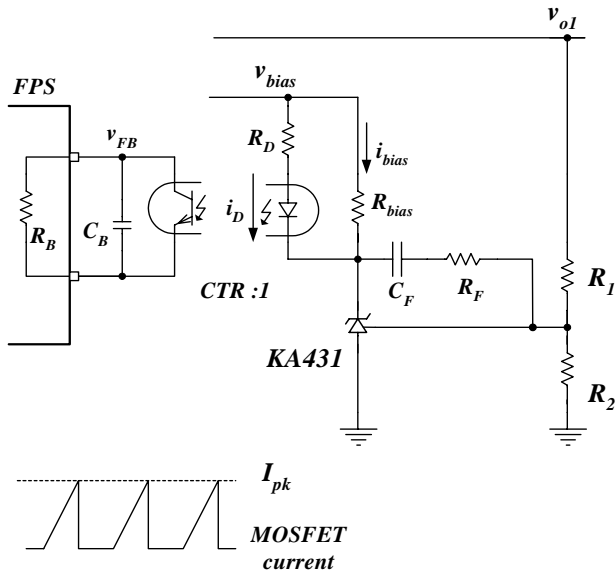 v_o1
FPS
v_bias
v_FB
R_D
i_bias
i_D
R_bias
R_B
C_B
CTR :1
C_F
R_F
R_1
KA431
R_2
I_pk
MOSFET
current